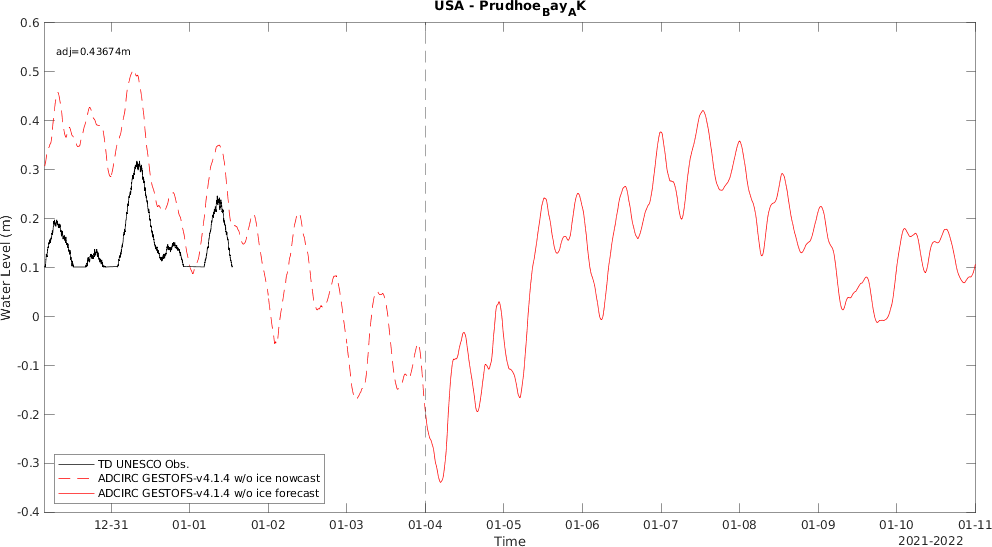 USA - Prudhoe_Bay_AK
adj=0.43674m
0.6
0.5
0.4
0.3
0.2
0.1
0
-0.1
-0.2
-0.3
-0.4
Water Level (m)
TD UNESCO Obs.
ADCIRC GESTOFS-v4.1.4 w/o ice nowcast
ADCIRC GESTOFS-v4.1.4 w/o ice forecast
12-31 01-01 01-02 01-03 01-04 01-05 01-06 01-07 01-08 01-09 01-10 01-11
Time
2021-2022